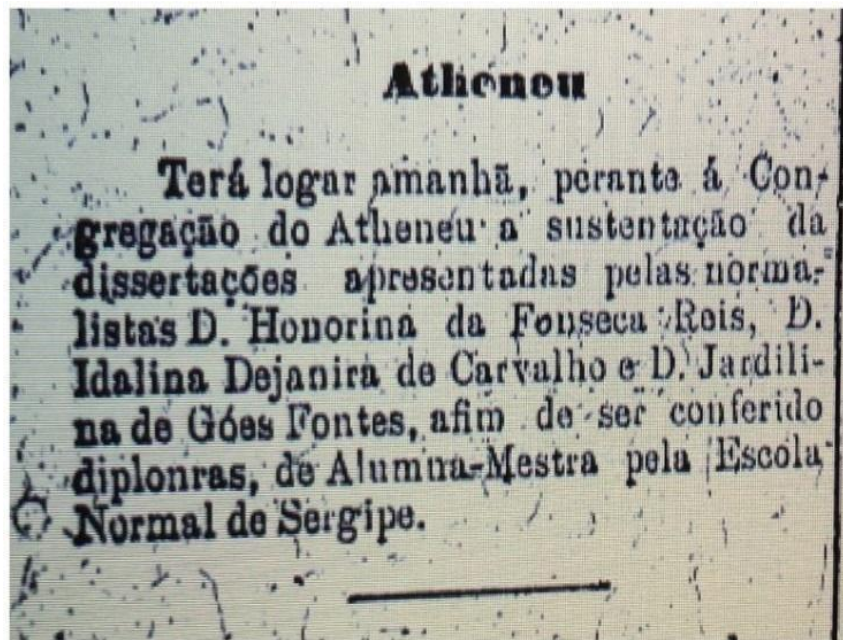 Atheneu
Terá logar amanhã, perante á Con-
gregação do Atheneu a sustentação da
dissertações apresentadas pelas norma-
listas D. Honorina da Fonseca Reis, D.
Idalina Dejanira de Carvalho e D. Jardili-
na de Góes Fontes, afim de ser conferido
diplonras, de Alumna-Mestra pela Escola
Normal de Sergipe.